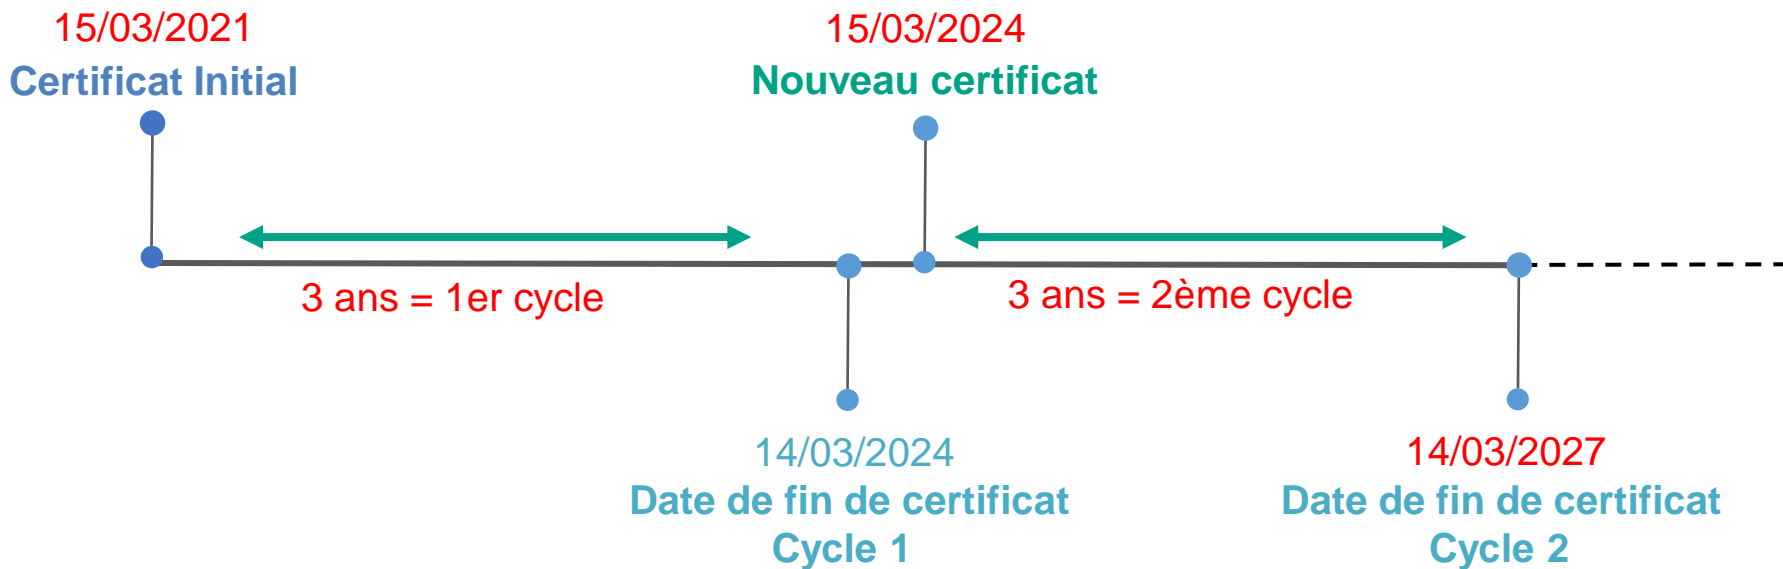 15/03/2021
Certificat Initial
15/03/2024
Nouveau certificat
3 ans = 1er cycle
3 ans = 2ème cycle
14/03/2024
Date de fin de certificat
Cycle 1
14/03/2027
Date de fin de certificat
Cycle 2